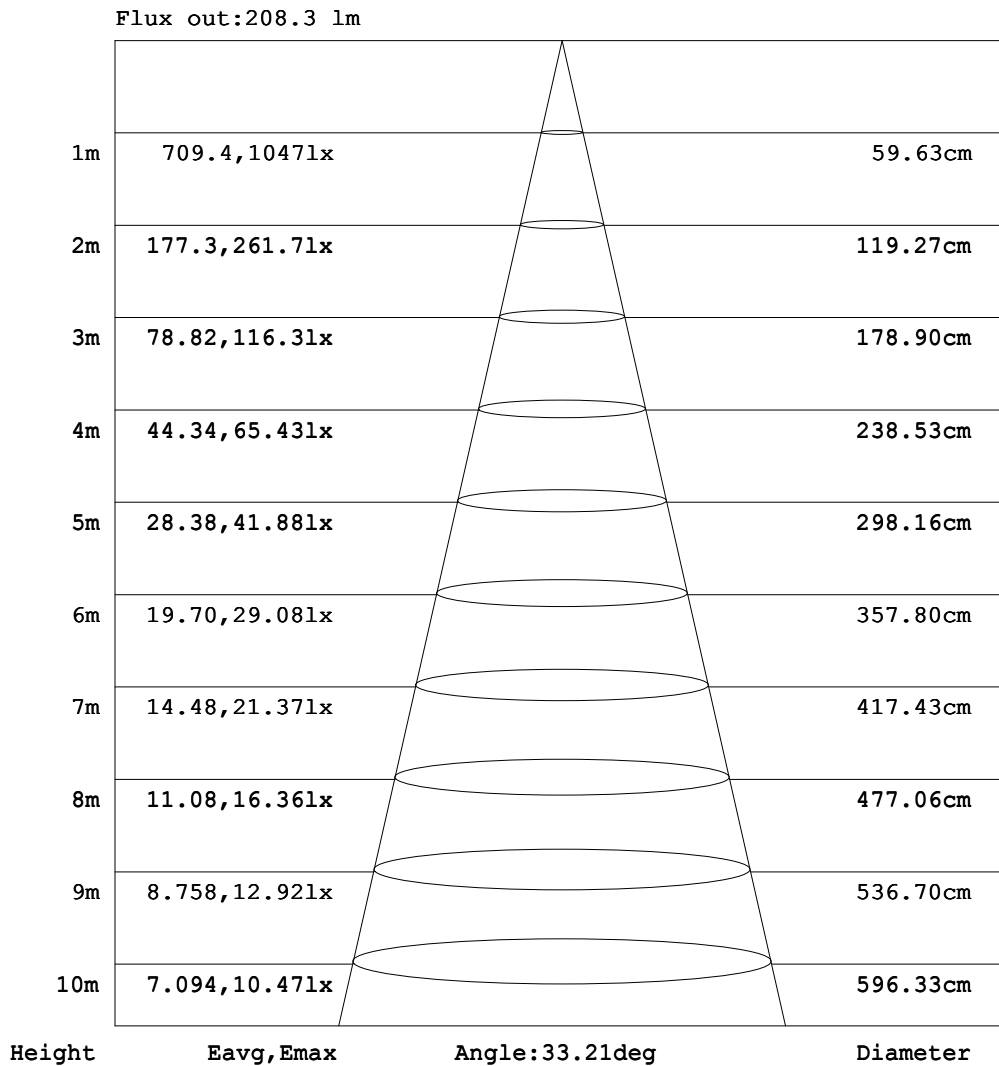 Flux out:208.3 lm
1m 709.4,1047lx 59.63cm
2m 177.3,261.7lx 119.27cm
3m 78.82,116.3lx 178.90cm
4m 44.34,65.43lx 238.53cm
5m 28.38,41.88lx 298.16cm
6m 19.70,29.08lx 357.80cm
7m 14.48,21.37lx 417.43cm
8m 11.08,16.36lx 477.06cm
9m 8.758,12.92lx 536.70cm
10m 7.094,10.47lx 596.33cm
Height Eavg,Emax Angle:33.21deg Diameter